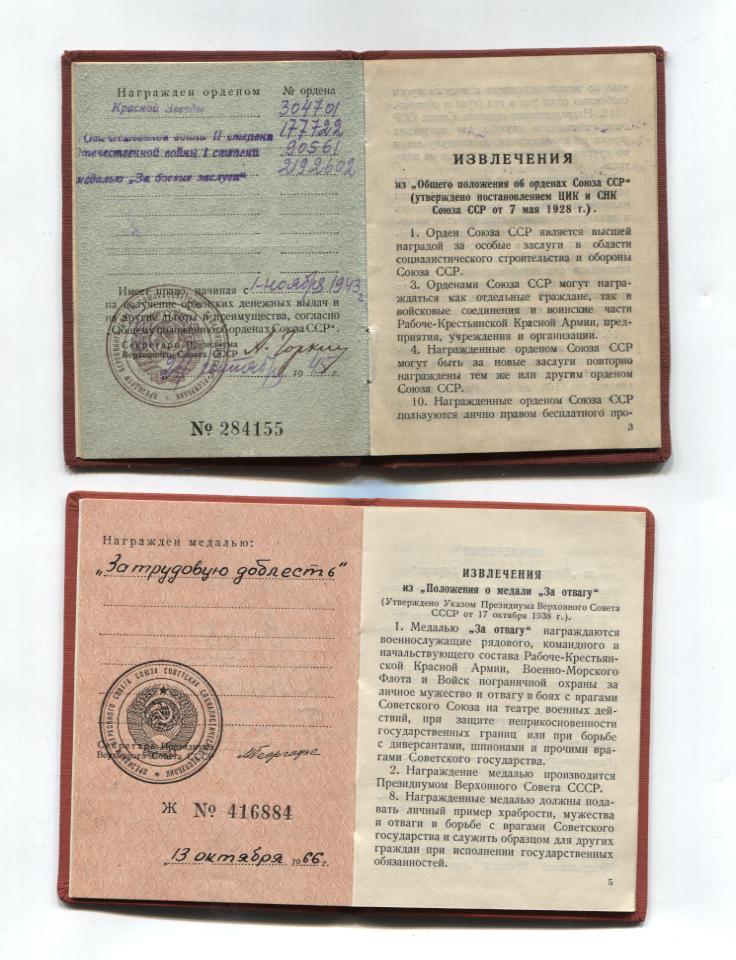 Награжден орденом № ордена
Красной Звезды 304701
Отечественной войны II степени 177722
Отечественной войны I степени 90561
медалью „За боевые заслуги" 2192602
Имеет право, начиная с 1-ноября 1943 г.
на получение орденских денежных выдач и
на другие льготы и преимущества, согласно
„Общему положению об орденах Союза ССР".
Секретарь Президиума
Верховного Совета СССР А. Горкин
24 сентября 1945 г.
№ 284155
ИЗВЛЕЧЕНИЯ
из „Общего положения об орденах Союза ССР"
(утверждено постановлением ЦИК и СНК
Союза ССР от 7 мая 1928 г.).
1. Орден Союза ССР является высшей
наградой за особые заслуги в области
социалистического строительства и обороны
Союза ССР.
3. Орденами Союза ССР могут награ-
ждаться как отдельные граждане, так и
войсковые соединения и воинские части
Рабоче-Крестьянской Красной Армии, пред-
приятия, учреждения и организации.
4. Награжденные орденом Союза ССР
могут быть за новые заслуги повторно
награждены тем же или другим орденом
Союза ССР.
10. Награжденные орденом Союза ССР
пользуются лично правом бесплатного про-
3
Награжден медалью:
„За трудовую доблесть"
Секретарь Президиума
Верховного Совета СССР
Ж № 416884
13 октября 1966 г.
ИЗВЛЕЧЕНИЯ
из „Положения о медали „За отвагу"
(Утверждено Указом Президиума Верховного Совета
СССР от 17 октября 1938 г.).
1. Медалью „За отвагу" награждаются
военнослужащие рядового, командного и
начальствующего состава Рабоче-Крестьян-
ской Красной Армии, Военно-Морского
Флота и Войск пограничной охраны за
личное мужество и отвагу в боях с врагами
Советского Союза на театре военных дей-
ствий, при защите неприкосновенности
государственных границ или при борьбе
с диверсантами, шпионами и прочими вра-
гами Советского государства.
2. Награждение медалью производится
Президиумом Верховного Совета СССР.
8. Награжденные медалью должны пода-
вать личный пример храбрости, мужества
и отваги в борьбе с врагами Советского
государства и служить образцом для других
граждан при исполнении государственных
обязанностей.
5